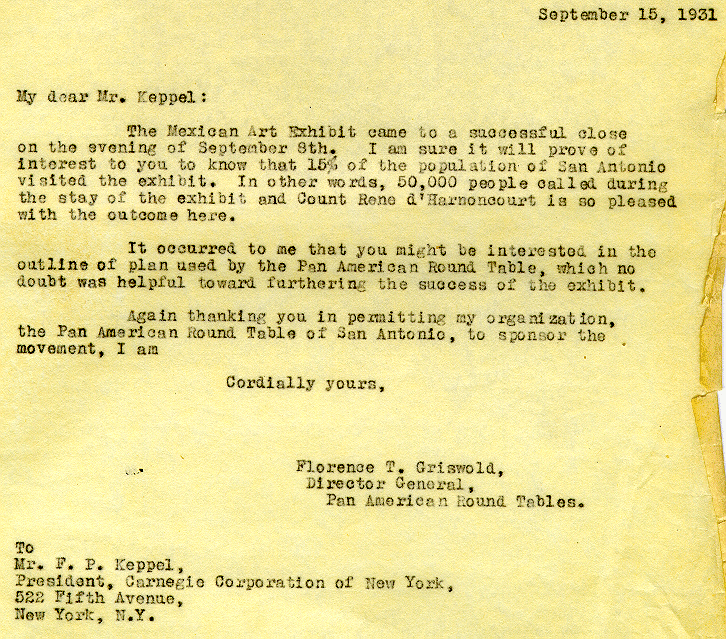 September 15, 1931
My dear Mr. Keppel:
The Mexican Art Exhibit came to a successful close
on the evening of September 8th. I am sure it will prove of
interest to you to know that 15% of the population of San Antonio
visited the exhibit. In other words, 50,000 people called during
the stay of the exhibit and Count Rene d'Harnoncourt is so pleased
with the outcome here.
It occurred to me that you might be interested in the
outline of plan used by the Pan American Round Table, which no
doubt was helpful toward furthering the success of the exhibit.
Again thanking you in permitting my organization,
the Pan American Round Table of San Antonio, to sponsor the
movement, I am
Cordially yours,
Florence T. Griswold,
Director General,
Pan American Round Tables.
To
Mr. F. P. Keppel,
President, Carnegie Corporation of New York,
522 Fifth Avenue,
New York, N.Y.